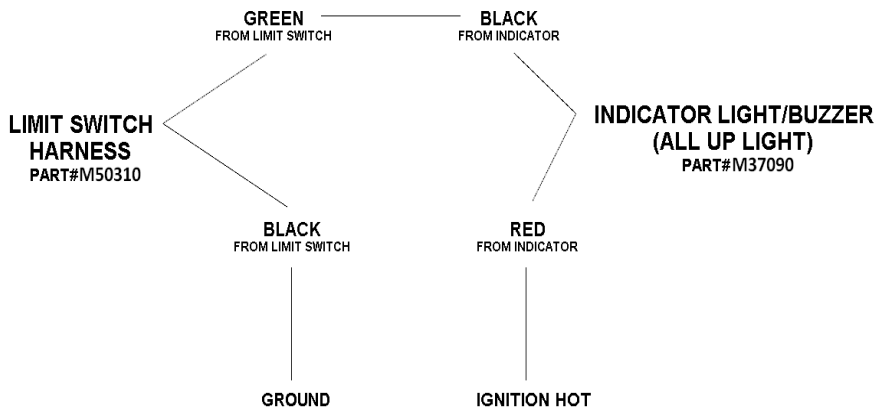 GREEN
FROM LIMIT SWITCH
BLACK
FROM INDICATOR
LIMIT SWITCH
HARNESS
PART#M50310
INDICATOR LIGHT/BUZZER
(ALL UP LIGHT)
PART#M37090
BLACK
FROM LIMIT SWITCH
RED
FROM INDICATOR
GROUND
IGNITION HOT